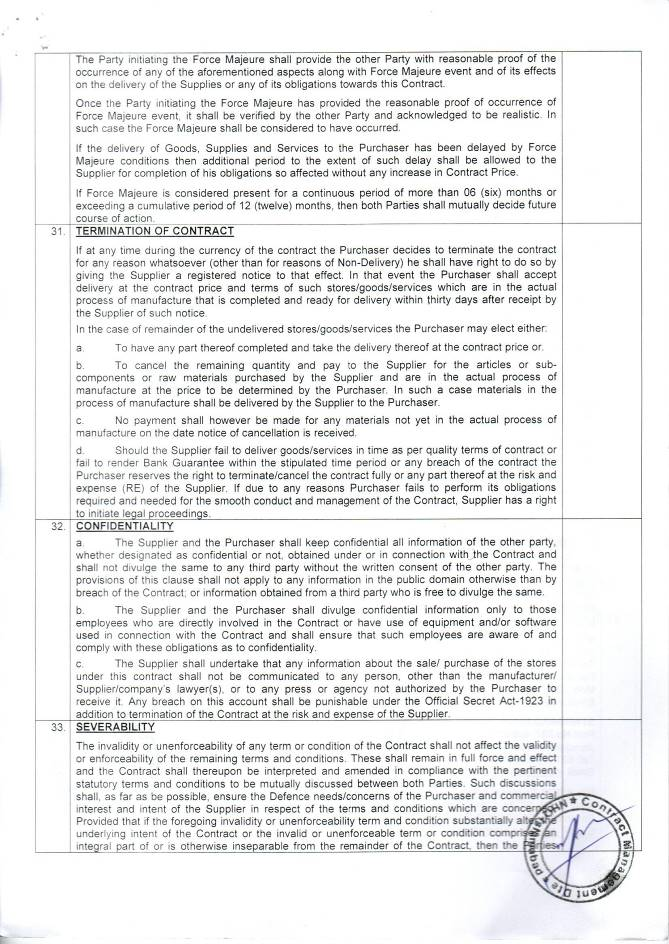 The Party initiating the Force Majeure shall provide the other Party with reasonable proof of the
occurrence of any of the aforementioned aspects along with Force Majeure event and of its effects
on the delivery of the Supplies or any of its obligations towards this Contract.
Once the Party initiating the Force Majeure has provided the reasonable proof of occurrence of
Force Majeure event, it shall be verified by the other Party and acknowledged to be realistic. In
such case the Force Majeure shall be considered to have occurred.
If the delivery of Goods, Supplies and Services to the Purchaser has been delayed by Force
Majeure conditions then additional period to the extent of such delay shall be allowed to the
Supplier for completion of his obligations so affected without any increase in Contract Price.
If Force Majeure is considered present for a continuous period of more than 06 (six) months or
exceeding a cumulative period of 12 (twelve) months, then both Parties shall mutually decide future
course of action.
31. TERMINATION OF CONTRACT
If at any time during the currency of the contract the Purchaser decides to terminate the contract
for any reason whatsoever (other than for reasons of Non-Delivery) he shall have right to do so by
giving the Supplier a registered notice to that effect. In that event the Purchaser shall accept
delivery at the contract price and terms of such stores/goods/services which are in the actual
process of manufacture that is completed and ready for delivery within thirty days after receipt by
the Supplier of such notice.
In the case of remainder of the undelivered stores/goods/services the Purchaser may elect either:
a. To have any part thereof completed and take the delivery thereof at the contract price or.
b. To cancel the remaining quantity and pay to the Supplier for the articles or sub-
components or raw materials purchased by the Supplier and are in the actual process of
manufacture at the price to be determined by the Purchaser. In such a case materials in the
process of manufacture shall be delivered by the Supplier to the Purchaser.
c. No payment shall however be made for any materials not yet in the actual process of
manufacture on the date notice of cancellation is received.
d. Should the Supplier fail to deliver goods/services in time as per quality terms of contract or
fail to render Bank Guarantee within the stipulated time period or any breach of the contract the
Purchaser reserves the right to terminate/cancel the contract fully or any part thereof at the risk and
expense (RE) of the Supplier. If due to any reasons Purchaser fails to perform its obligations
required and needed for the smooth conduct and management of the Contract, Supplier has a right
to initiate legal proceedings.
32. CONFIDENTIALITY
a. The Supplier and the Purchaser shall keep confidential all information of the other party,
whether designated as confidential or not, obtained under or in connection with the Contract and
shall not divulge the same to any third party without the written consent of the other party. The
provisions of this clause shall not apply to any information in the public domain otherwise than by
breach of the Contract; or information obtained from a third party who is free to divulge the same.
b. The Supplier and the Purchaser shall divulge confidential information only to those
employees who are directly involved in the Contract or have use of equipment and/or software
used in connection with the Contract and shall ensure that such employees are aware of and
comply with these obligations as to confidentiality.
c. The Supplier shall undertake that any information about the sale/ purchase of the stores
under this contract shall not be communicated to any person, other than the manufacturer/
Supplier/company's lawyer(s), or to any press or agency not authorized by the Purchaser to
receive it. Any breach on this account shall be punishable under the Official Secret Act-1923 in
addition to termination of the Contract at the risk and expense of the Supplier.
33. SEVERABILITY
The invalidity or unenforceability of any term or condition of the Contract shall not affect the validity
or enforceability of the remaining terms and conditions. These shall remain in full force and effect
and the Contract shall thereupon be interpreted and amended in compliance with the pertinent
statutory terms and conditions to be mutually discussed between both Parties. Such discussions
shall, as far as be possible, ensure the Defence needs/concerns of the Purchaser and commercial
interest and intent of the Supplier in respect of the terms and conditions which are
Provided that if the foregoing invalidity or unenforceability term and condition substantially
underlying intent of the Contract or the invalid or unenforceable term or condition an
integral part of or is otherwise inseparable from the remainder of the Contract, then the
Contract Management Dte